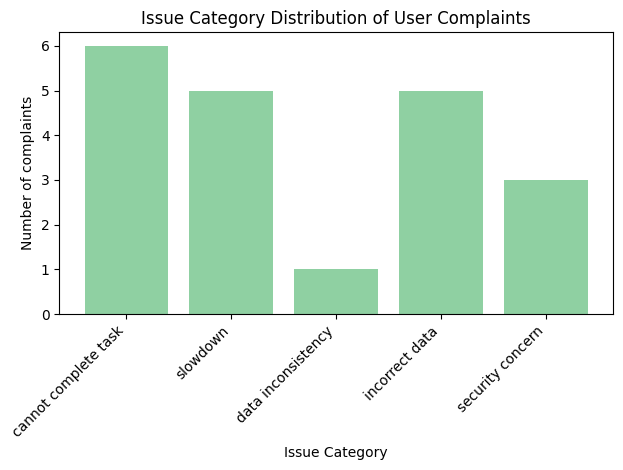 Issue Category Distribution of User Complaints
Number of complaints
6
5
4
3
2
1
0
cannot complete task
slowdown
data inconsistency
incorrect data
security concern
Issue Category